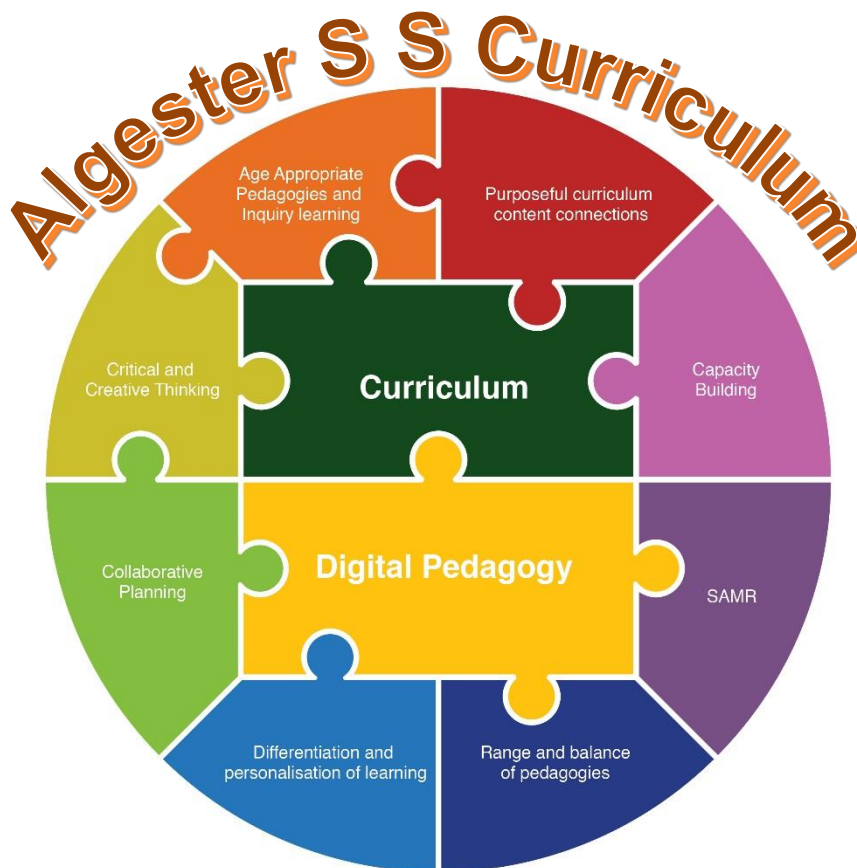 Algester S S Curriculum
Age Appropriate
Pedagogies and
Inquiry learning
Purposeful curriculum
content connections
Critical and
Creative Thinking
Curriculum
Capacity
Building
Collaborative
Planning
Digital Pedagogy
SAMR
Differentiation and
personalisation of learning
Range and balance
of pedagogies